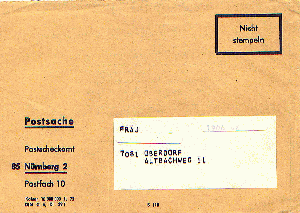 Nicht
stempeln
Postsache
Postscheckamt
85 Nürnberg 2
Postfach 10
FRAU
7081 OBERDORF
ALTBACHWEG 11